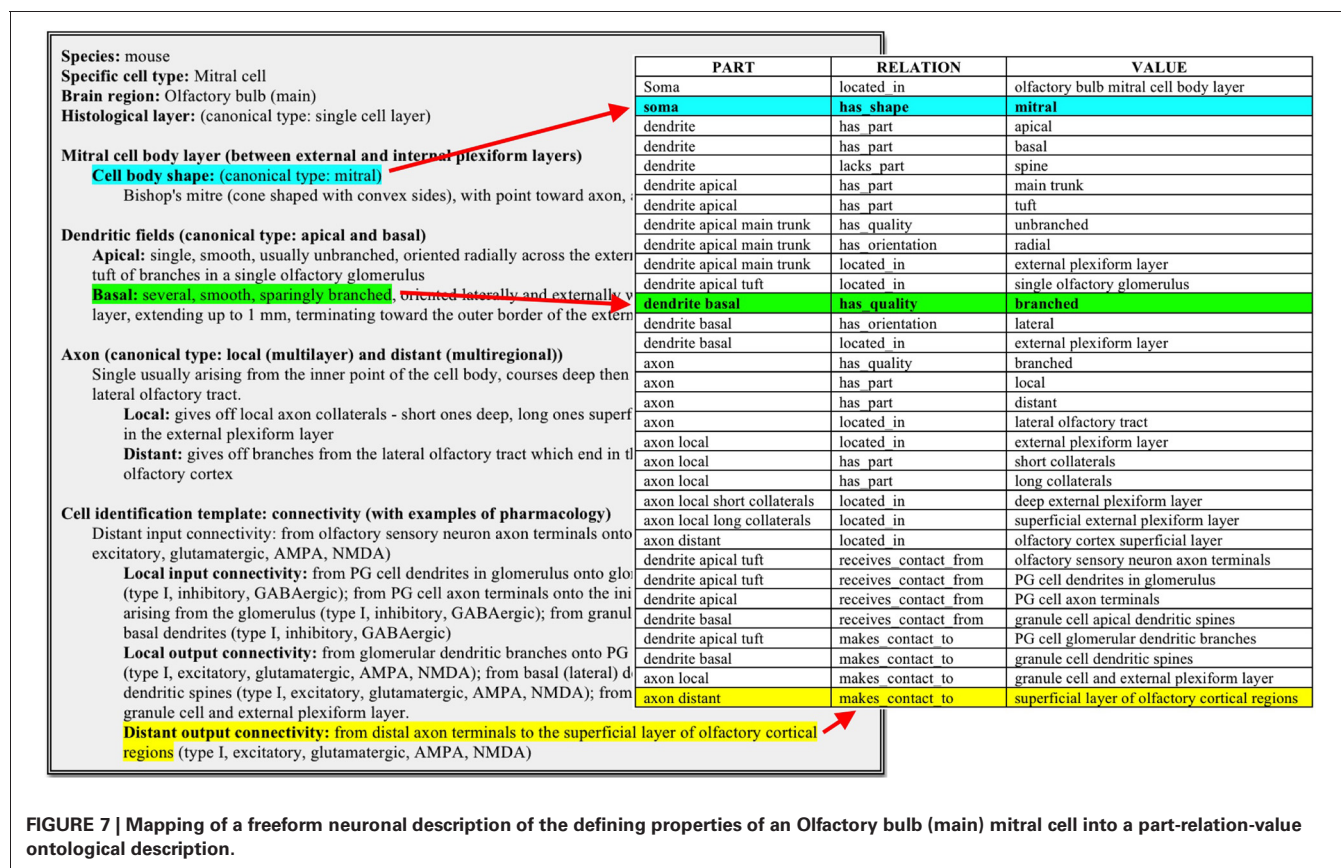 Species: mouse
Specific cell type: Mitral cell
Brain region: Olfactory bulb (main)
Histological layer: (canonical type: single cell layer)
Mitral cell body layer (between external and internal plexiform layers)
Cell body shape: (canonical type: mitral)
Bishop's mitre (cone shaped with convex sides), with point toward axon,
Dendritic fields (canonical type: apical and basal)
Apical: single, smooth, usually unbranched, oriented radially across the extern
tuft of branches in a single olfactory glomerulus
Basal: several, smooth, sparingly branched, oriented laterally and externally
layer, extending up to 1 mm, terminating toward the outer border of the extern
Axon (canonical type: local (multilayer) and distant (multiregional))
Single usually arising from the inner point of the cell body, courses deep then
lateral olfactory tract.
Local: gives off local axon collaterals - short ones deep, long ones superf
in the external plexiform layer
Distant: gives off branches from the lateral olfactory tract which end in th
olfactory cortex
Cell identification template: connectivity (with examples of pharmacology)
Distant input connectivity: from olfactory sensory neuron axon terminals onto
excitatory, glutamatergic, AMPA, NMDA)
Local input connectivity: from PG cell dendrites in glomerulus onto glo
(type I, inhibitory, GABAergic); from PG cell axon terminals onto the ini
arising from the glomerulus (type I, inhibitory, GABAergic); from granul
basal dendrites (type I, inhibitory, GABAergic)
Local output connectivity: from glomerular dendritic branches onto PG
(type I, excitatory, glutamatergic, AMPA, NMDA); from basal (lateral) d
dendritic spines (type I, excitatory, glutamatergic, AMPA, NMDA); from
granule cell and external plexiform layer.
Distant output connectivity: from distal axon terminals to the superficial layer of olfactory cortical
regions (type I, excitatory, glutamatergic, AMPA, NMDA)
PART RELATION VALUE
Soma located_in olfactory bulb mitral cell body layer
soma has_shape mitral
dendrite has_part apical
dendrite has_part basal
dendrite lacks_part spine
dendrite apical has_part main trunk
dendrite apical has_part tuft
dendrite apical main trunk has_quality unbranched
dendrite apical main trunk has_orientation radial
dendrite apical main trunk located_in external plexiform layer
dendrite apical tuft located_in single olfactory glomerulus
dendrite basal has_quality branched
dendrite basal has_orientation lateral
dendrite basal located_in external plexiform layer
axon has_quality branched
axon has_part local
axon has_part distant
axon located_in lateral olfactory tract
axon local located_in external plexiform layer
axon local has_part short collaterals
axon local has_part long collaterals
axon local short collaterals located_in deep external plexiform layer
axon local long collaterals located_in superficial external plexiform layer
axon distant located_in olfactory cortex superficial layer
dendrite apical tuft receives_contact_from olfactory sensory neuron axon terminals
dendrite apical tuft receives_contact_from PG cell dendrites in glomerulus
dendrite apical receives_contact_from PG cell axon terminals
dendrite basal receives_contact_from granule cell apical dendritic spines
dendrite apical tuft makes_contact_to PG cell glomerular dendritic branches
dendrite basal makes_contact_to granule cell dendritic spines
axon local makes_contact_to granule cell and external plexiform layer
axon distant makes_contact_to superficial layer of olfactory cortical regions
FIGURE 7 | Mapping of a freeform neuronal description of the defining properties of an Olfactory bulb (main) mitral cell into a part-relation-value
ontological description.